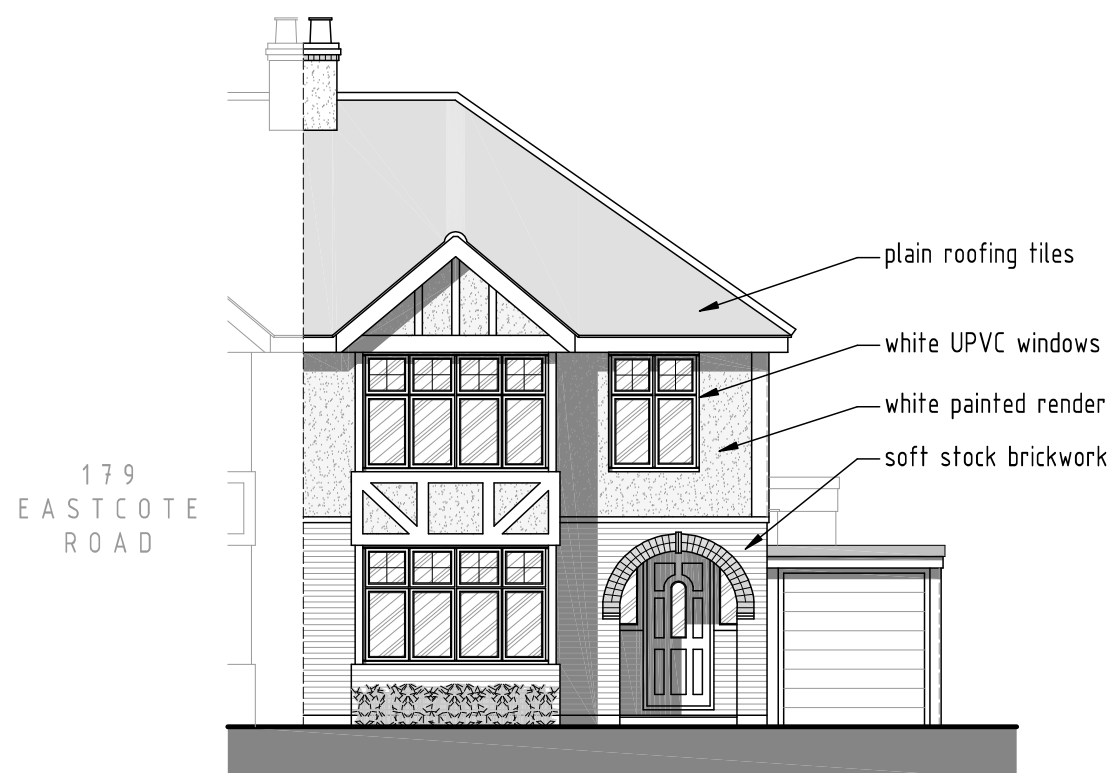 plain roofing tiles
white UPVC windows
white painted render
soft stock brickwork
179
EASTCOTE
ROAD